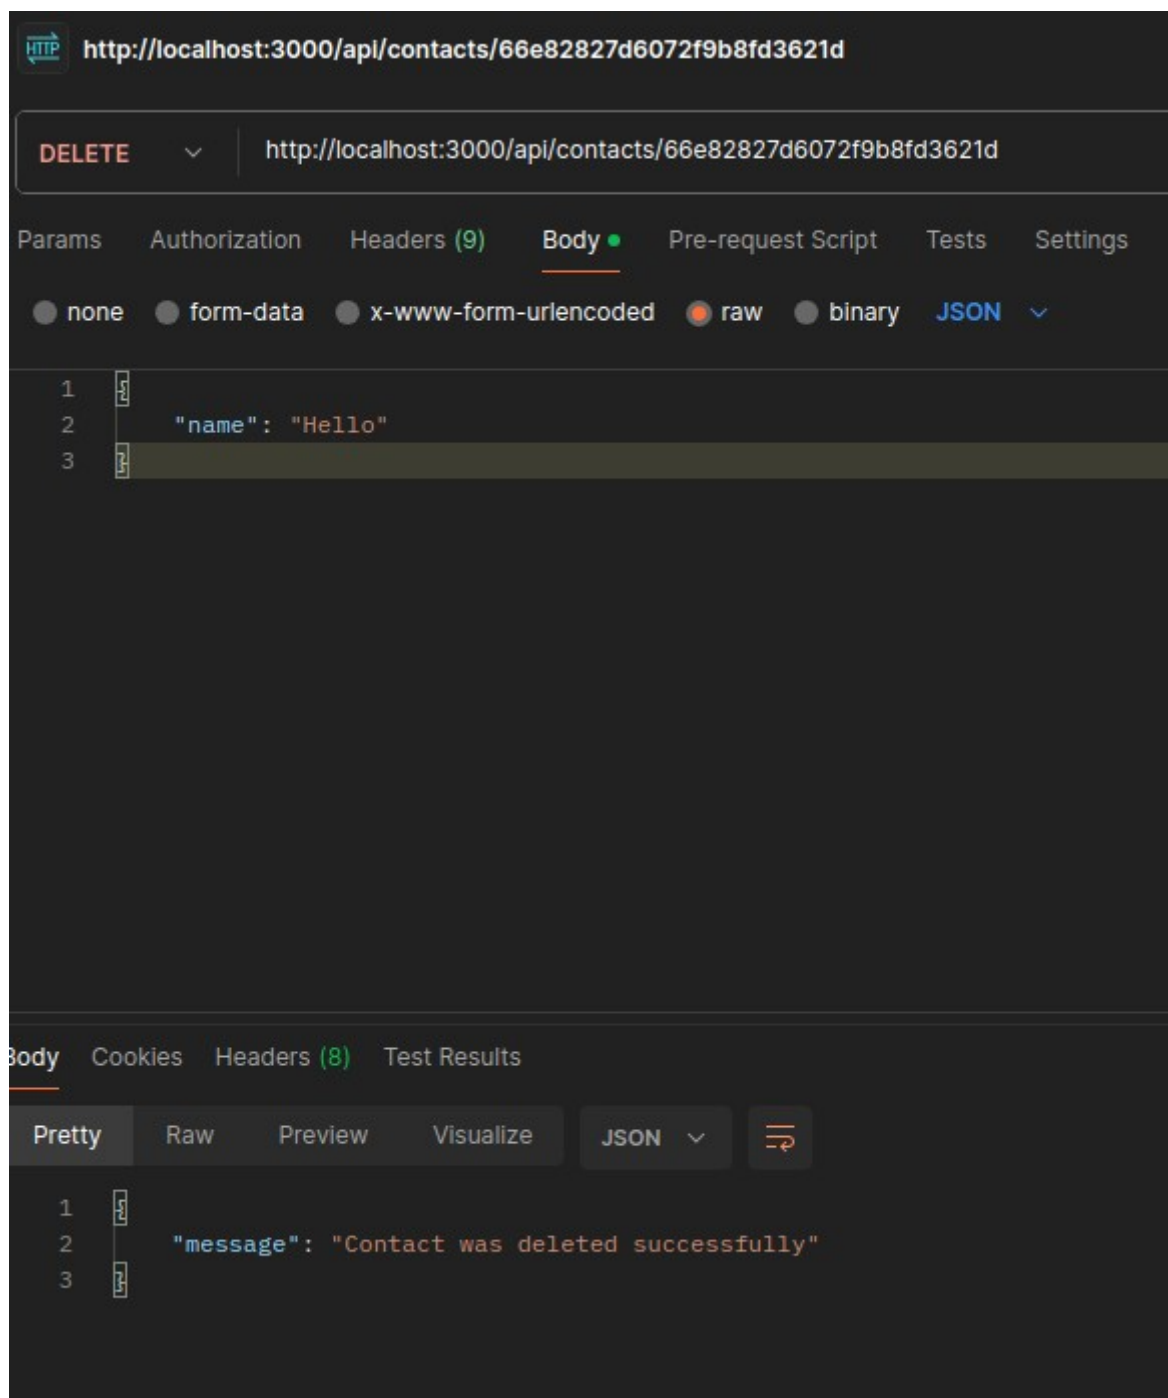 HTTP http://localhost:3000/api/contacts/66e82827d6072f9b8fd3621d
DELETE http://localhost:3000/api/contacts/66e82827d6072f9b8fd3621d
Params Authorization Headers (9) Body Pre-request Script Tests Settings
none form-data x-www-form-urlencoded raw binary JSON
1 {
2 "name": "Hello"
3 }
Body Cookies Headers (8) Test Results
Pretty Raw Preview Visualize JSON
1 {
2 "message": "Contact was deleted successfully"
3 }